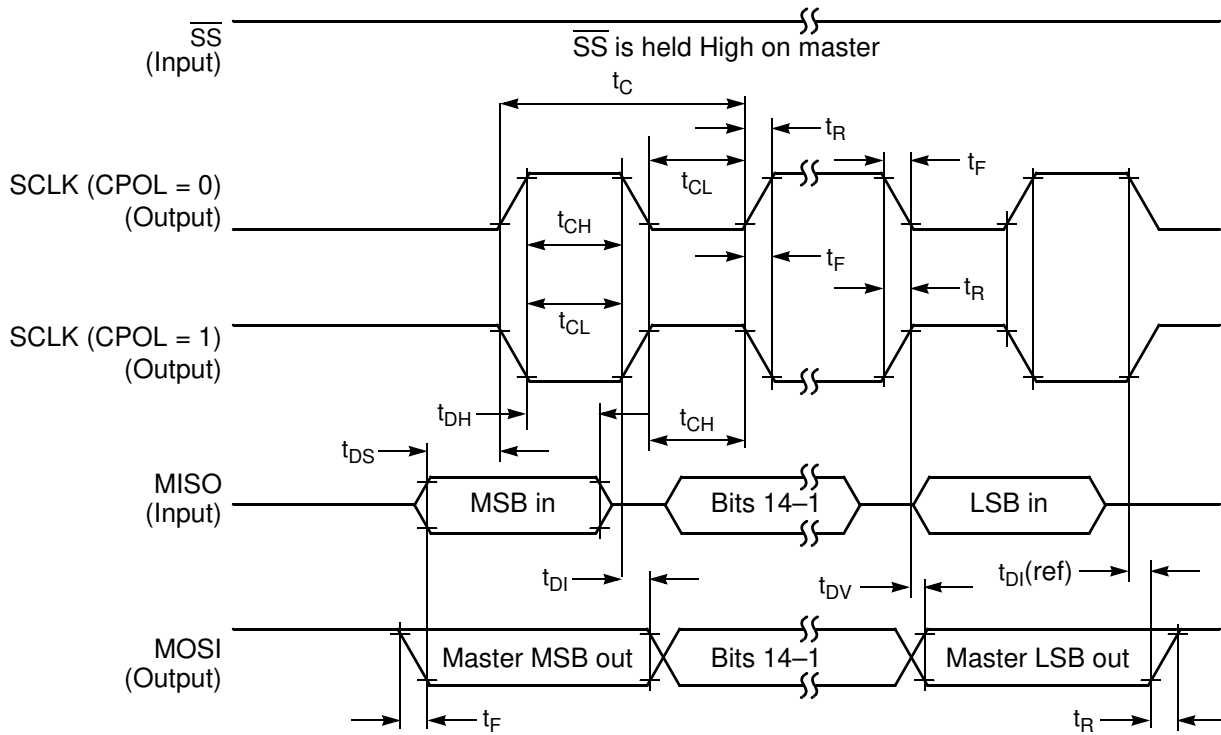 SS
(Input)
SS is held High on master
tC
tR
tF
SCLK (CPOL = 0)
(Output)
tCL
tCH
tF
tR
SCLK (CPOL = 1)
(Output)
tCL
tDH
tCH
tDS
MISO
(Input)
MSB in
Bits 14–1
LSB in
tDI
tDV
tDI(ref)
MOSI
(Output)
Master MSB out
Bits 14–1
Master LSB out
tF
tR